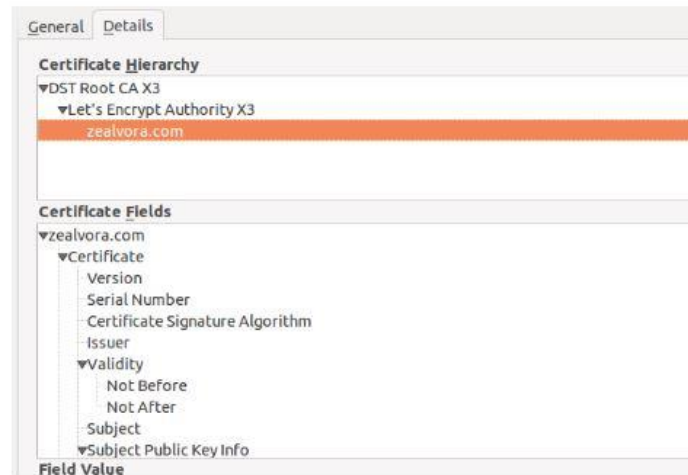 General Details
Certificate Hierarchy
DST Root CA X3
Let's Encrypt Authority X3
zealvora.com
Certificate Fields
zealvora.com
Certificate
Version
Serial Number
Certificate Signature Algorithm
Issuer
Validity
Not Before
Not After
Subject
Subject Public Key Info
Field Value